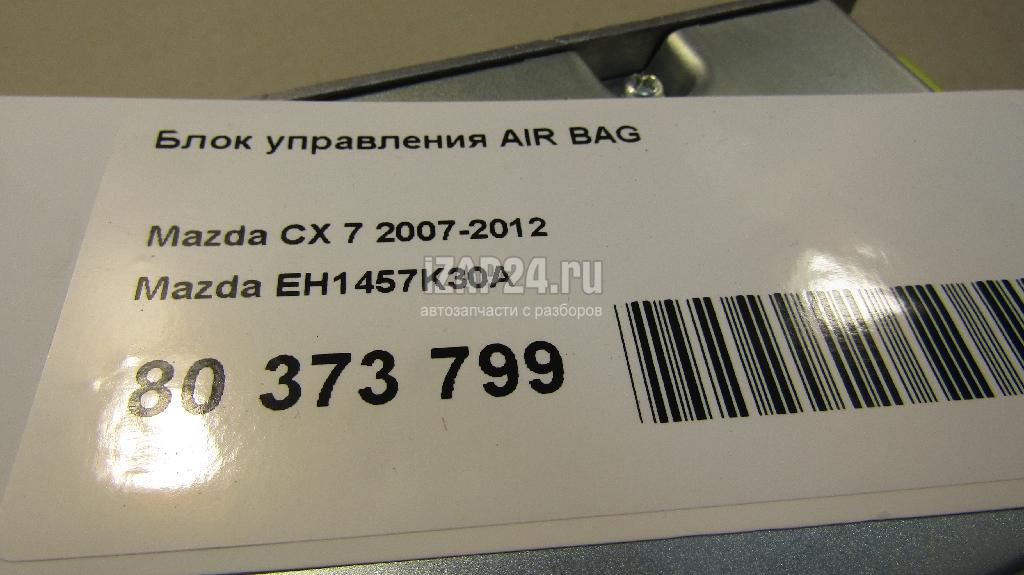 Блок управления AIR BAG
Mazda CX 7 2007-2012
Mazda EH1457K30A
iZAP24.ru
автозапчасти с разборов
80 373 799